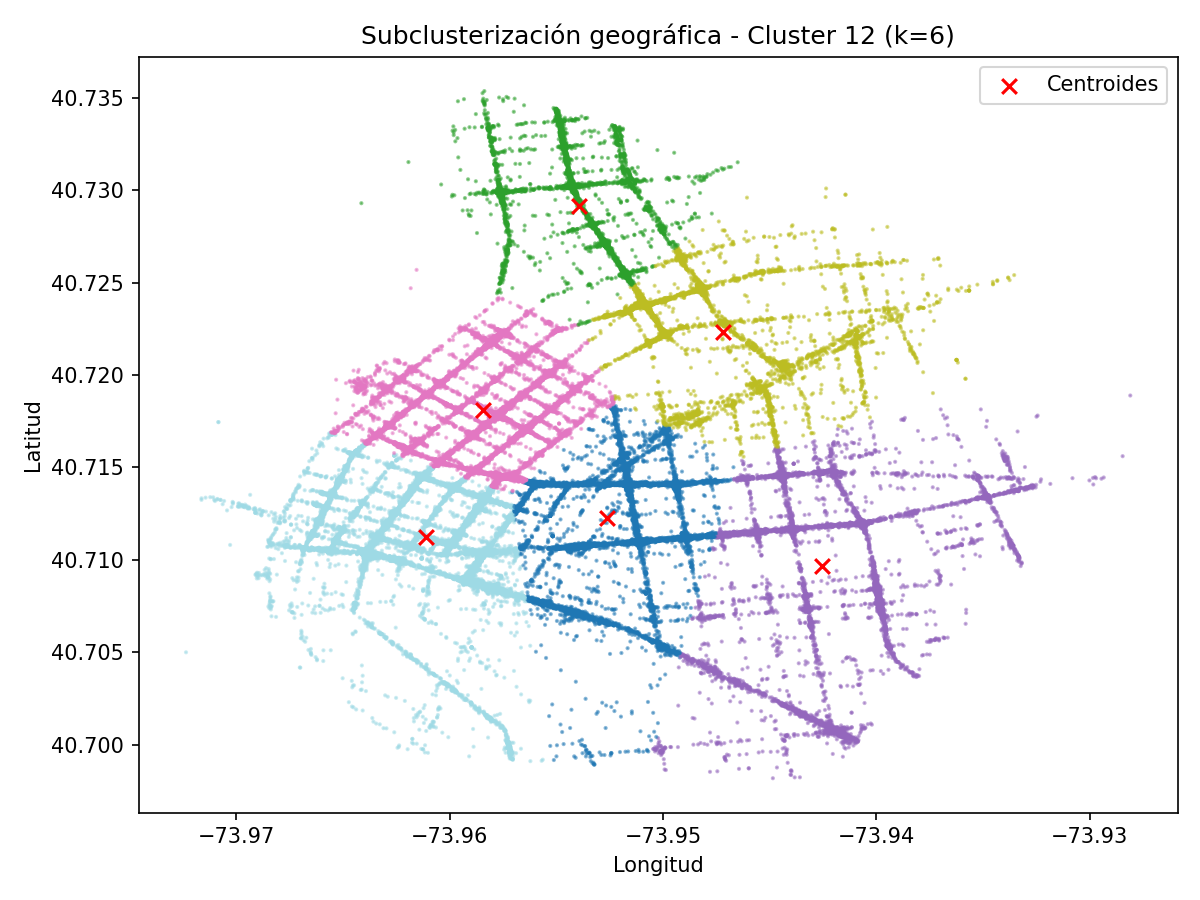 Subclusterización geográfica - Cluster 12 (k=6)
Centroides
40.735
40.730
40.725
40.720
40.715
40.710
40.705
40.700
Latitud
−73.97 −73.96 −73.95 −73.94 −73.93
Longitud